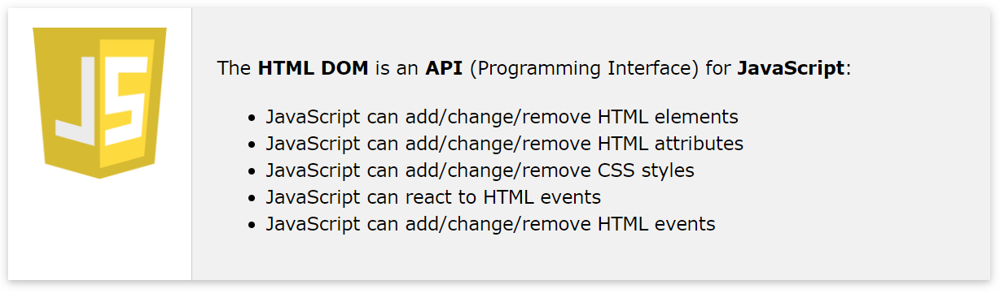 JS
The HTML DOM is an API (Programming Interface) for JavaScript:
JavaScript can add/change/remove HTML elements
JavaScript can add/change/remove HTML attributes
JavaScript can add/change/remove CSS styles
JavaScript can react to HTML events
JavaScript can add/change/remove HTML events